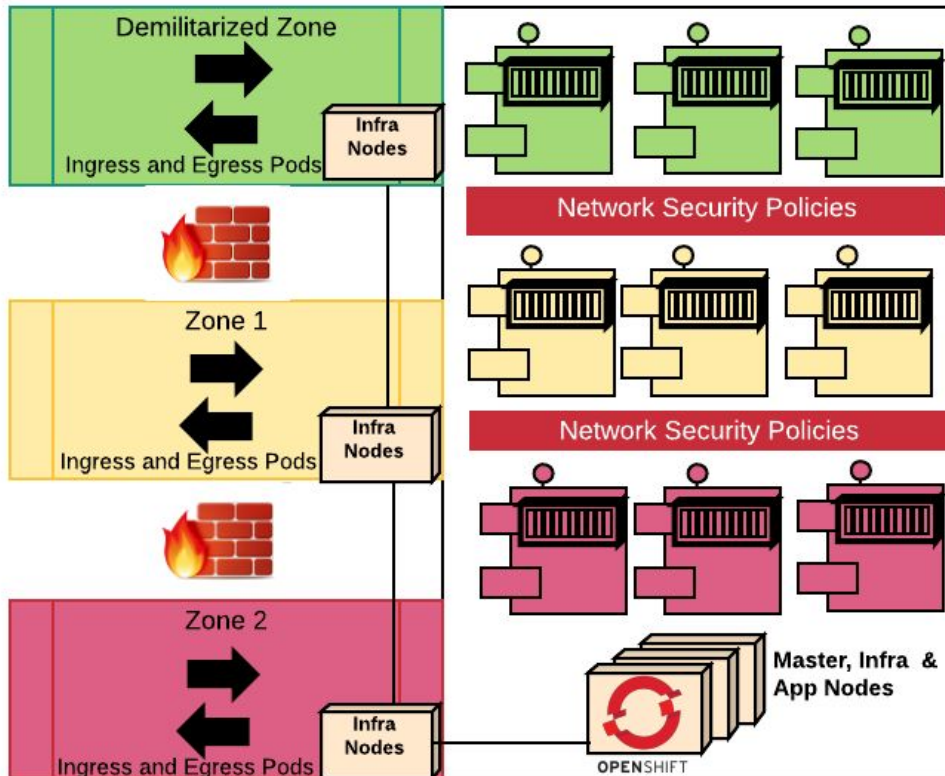 Demilitarized Zone
Infra
Nodes
Ingress and Egress Pods
Network Security Policies
Zone 1
Infra
Nodes
Ingress and Egress Pods
Network Security Policies
Zone 2
Infra
Nodes
Ingress and Egress Pods
Master, Infra &
App Nodes
OPENSHIFT